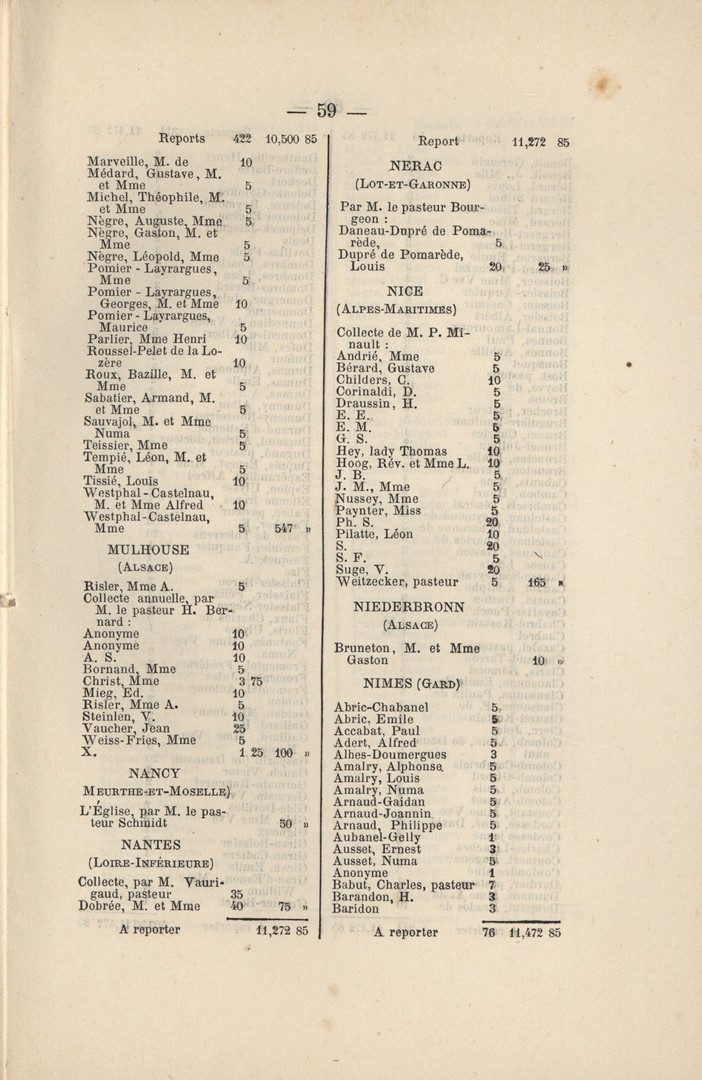 — 59 —
Reports 422 10,500 85
Marveille, M. de 10
Médard, Gustave, M.
et Mme 5
Michel, Théophile, M.
et Mme 5
Nègre, Auguste, Mme 5
Nègre, Gaston, M. et
Mme 5
Nègre, Léopold, Mme 5
Pomier - Layrargues,
Mme 5
Pomier - Layrargues,
Georges, M. et Mme 10
Pomier - Layrargues,
Maurice 5
Parlier, Mme Henri 10
Roussel-Pelet de la Lo-
zère 10
Roux, Bazille, M. et
Mme 5
Sabatier, Armand, M.
et Mme 5
Sauvajol, M. et Mme
Numa 5
Teissier, Mme 5
Tempié, Léon, M. et
Mme 5
Tissié, Louis 10
Westphal - Castelnau,
M. et Mme Alfred 10
Westphal-Castelnau,
Mme 5 547 »
MULHOUSE
(ALSACE)
Risler, Mme A. 5
Collecte annuelle, par
M. le pasteur H. Ber-
nard :
Anonyme 10
Anonyme 10
A. S. 10
Bornand, Mme 5
Christ, Mme 3 75
Mieg, Ed. 10
Risler, Mme A. 5
Steinlen, V. 10
Vaucher, Jean 25
Weiss-Fries, Mme 5
X. 1 25 100 »
NANCY
MEURTHE-ET-MOSELLE)
L'Église, par M. le pas-
teur Schmidt 50 »
NANTES
(LOIRE-INFÉRIEURE)
Collecte, par M. Vauri-
gaud, pasteur 35
Dobrée, M. et Mme 40 75 »
A reporter 11,272 85
Report 11,272 85
NERAC
(LOT-ET-GARONNE)
Par M. le pasteur Bour-
geon :
Daneau-Dupré de Poma-
rède, 5
Dupré de Pomarède,
Louis 20 25 »
NICE
(ALPES-MARITIMES)
Collecte de M. P. Mi-
nault :
Andrié, Mme 5
Bérard, Gustave 5
Childers, C. 10
Corinaldi, D. 5
Draussin, H. 5
E. E. 5
E. M. 5
G. S. 5
Hey, lady Thomas 10
Hoog, Rév. et Mme L. 10
J. B. 5
J. M., Mme 5
Nussey, Mme 5
Paynter, Miss 5
Ph. S. 20
Pilatte, Léon 10
S. 20
S. F. 5
Suge, V. 20
Weitzecker, pasteur 5 165 »
NIEDERBRONN
(ALSACE)
Bruneton, M. et Mme
Gaston 10 »
NIMES (GARD)
Abric-Chabanel 5
Abric, Emile 5
Accabat, Paul 5
Adert, Alfred 5
Alhes-Doumergues 3
Amalry, Alphonse 5
Amalry, Louis 5
Amalry, Numa 5
Arnaud-Gaidan 5
Arnaud-Joannin 5
Arnaud, Philippe 5
Aubanel-Gelly 1
Ausset, Ernest 3
Ausset, Numa 5
Anonyme 1
Babut, Charles, pasteur 7
Barandon, H. 3
Baridon 3
A reporter 76 11,472 85